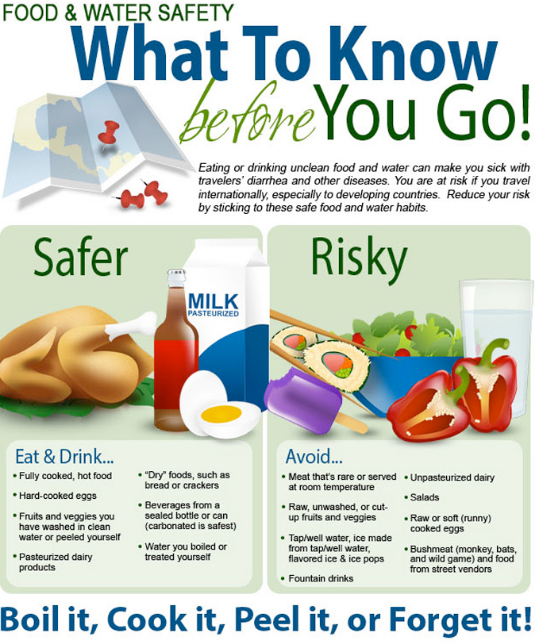 FOOD & WATER SAFETY
What To Know
before You Go!
Eating or drinking unclean food and water can make you sick with
travelers' diarrhea and other diseases. You are at risk if you travel
internationally, especially to developing countries. Reduce your risk
by sticking to these safe food and water habits.
Safer
MILK
PASTEURIZED
Eat & Drink...
• Fully cooked, hot food
• Hard-cooked eggs
• Fruits and veggies you
have washed in clean
water or peeled yourself
• Pasteurized dairy
products
• "Dry" foods, such as
bread or crackers
• Beverages from a
sealed bottle or can
(carbonated is safest)
• Water you boiled or
treated yourself
Risky
Avoid...
• Meat that's rare or served
at room temperature
• Raw, unwashed, or cut-
up fruits and veggies
• Tap/well water, ice made
from tap/well water,
flavored ice & ice pops
• Fountain drinks
• Unpasteurized dairy
• Salads
• Raw or soft (runny)
cooked eggs
• Bushmeat (monkey, bats,
and wild game) and food
from street vendors
Boil it, Cook it, Peel it, or Forget it!